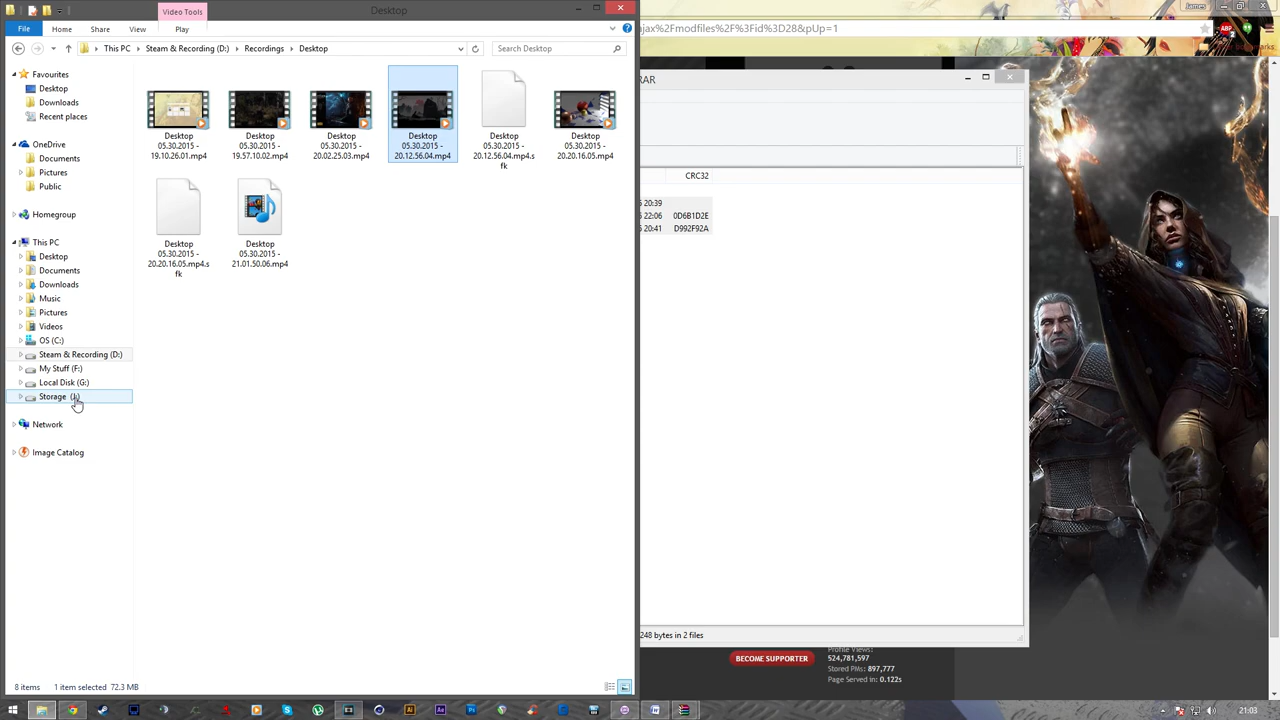 Video Tools
Desktop
James
File
Home
Share
View
Play
ajax%2Fmodfiles%2F%3Fid%3D28&pUp=1
This PC
Steam & Recording (D:)
Recordings
Desktop
Search Desktop
ABP
Favourites
Desktop
Downloads
Recent places
OneDrive
Documents
Pictures
Public
Homegroup
This PC
Desktop
Documents
Downloads
Music
Pictures
Videos
OS (C:)
Steam & Recording (D:)
My Stuff (F:)
Local Disk (G:)
Storage
Network
Image Catalog
Desktop
05.30.2015 -
19.10.26.01.mp4
Desktop
05.30.2015 -
19.57.10.02.mp4
Desktop
05.30.2015 -
20.02.25.03.mp4
Desktop
05.30.2015 -
20.12.56.04.mp4
Desktop
05.30.2015 -
20.12.56.04.mp4.s
fk
Desktop
05.30.2015 -
20.20.16.05.mp4
Desktop
05.30.2015 -
20.20.16.05.mp4.s
fk
Desktop
05.30.2015 -
21.01.50.06.mp4
RAR
CRC32
20:39
22:06 0D6B1D2E
20:41 D992F92A
248 bytes in 2 files
BECOME SUPPORTER
Profile Views:
524,781,597
Stored PMs: 897,777
Page Served in: 0.122s
8 items
1 item selected 72.3 MB
21:03